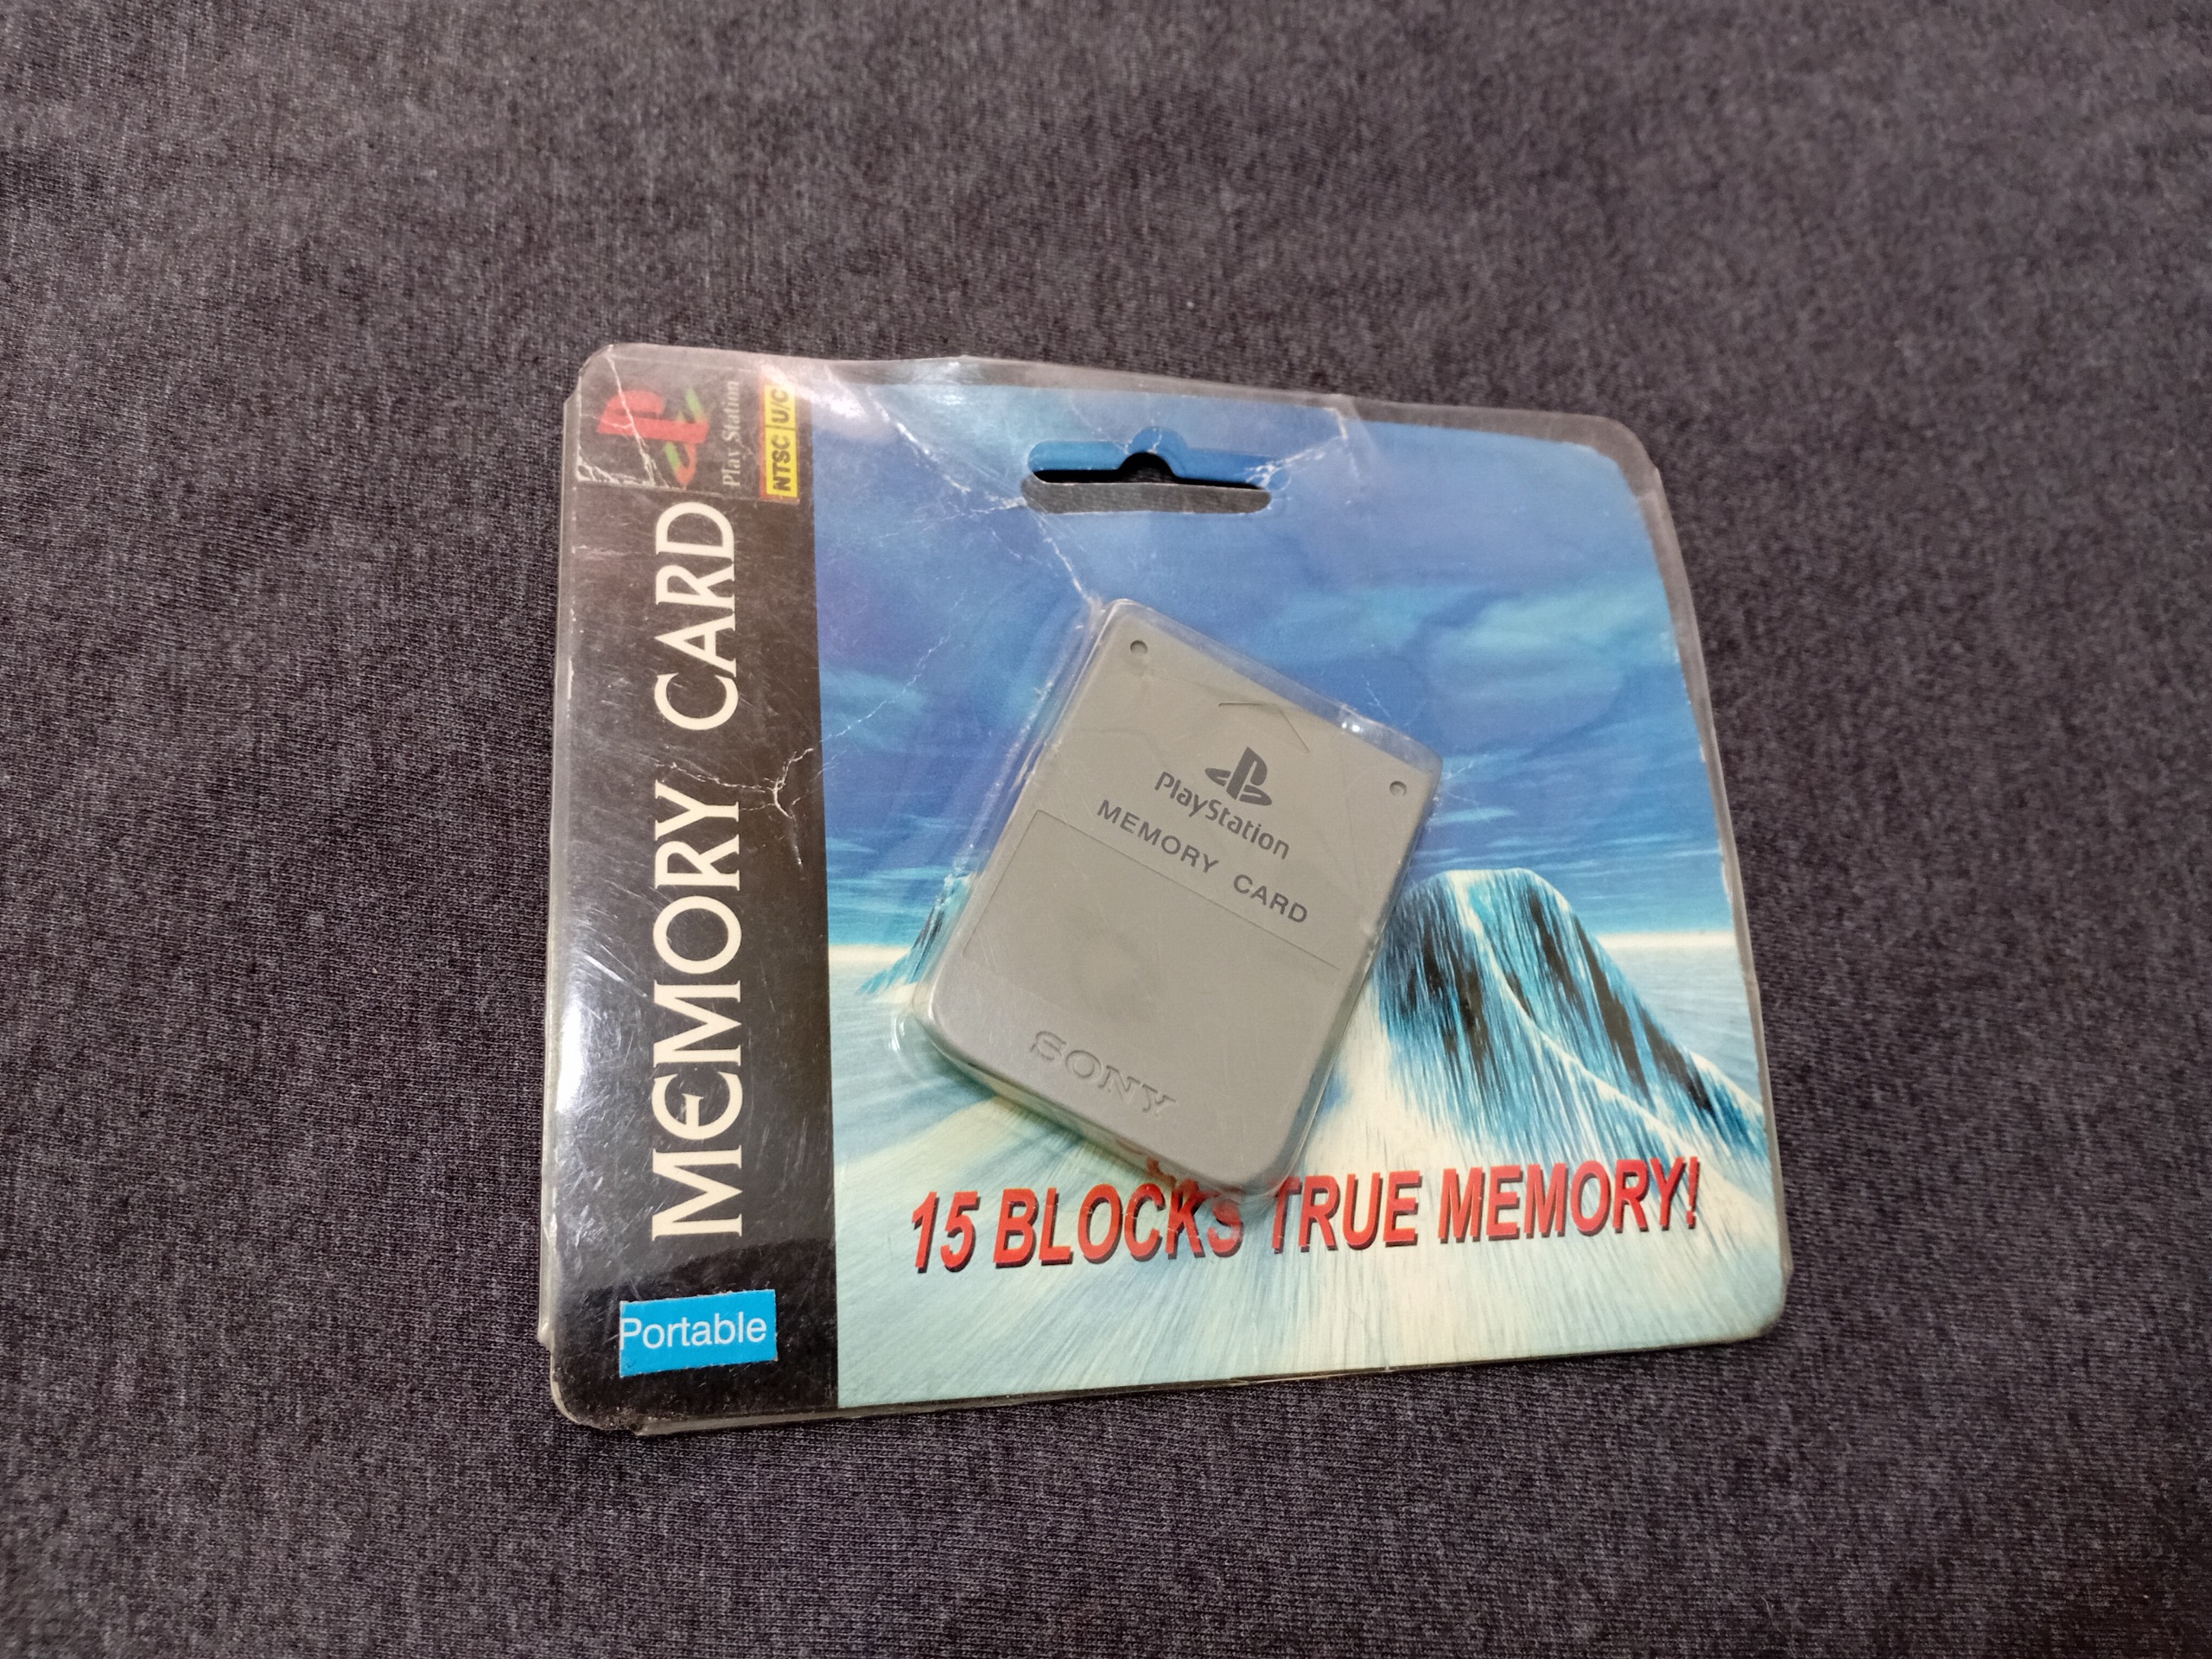 Play Station
NTSC U/C
MEMORY CARD
PlayStation
MEMORY CARD
SONY
15 BLOCKS TRUE MEMORY!
Portable